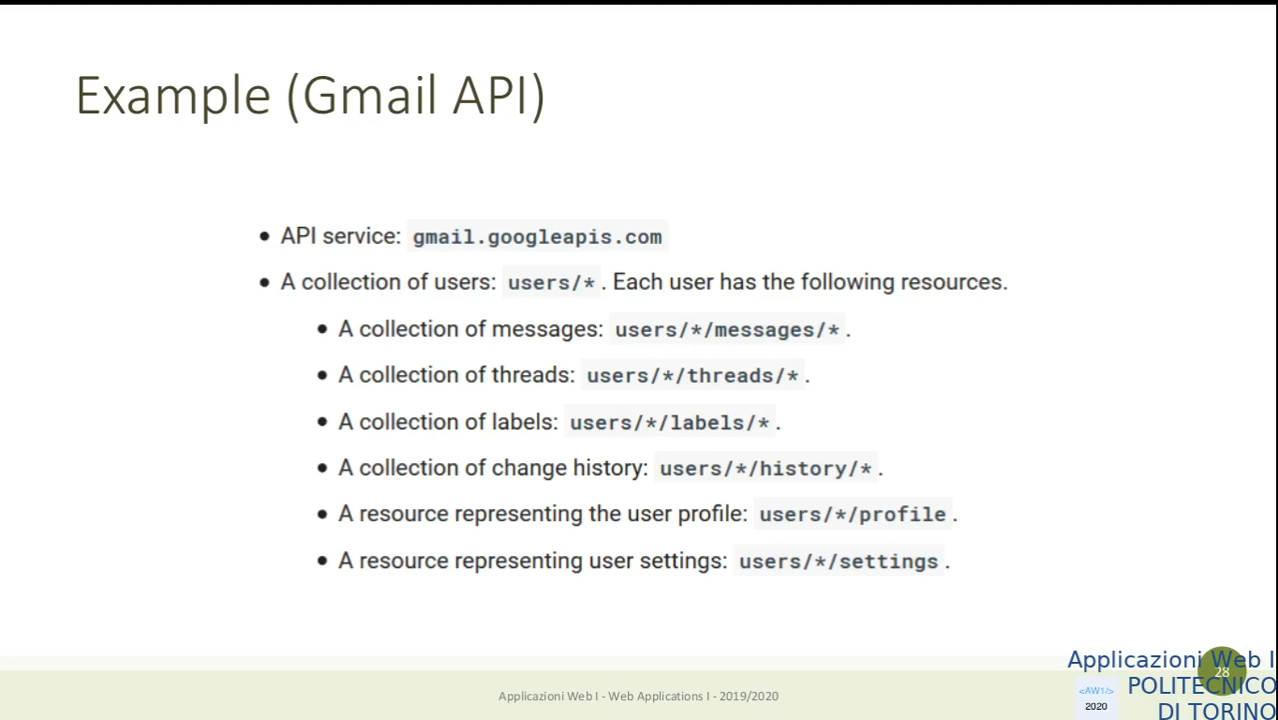 Example (Gmail API)
• API service: gmail.googleapis.com
• A collection of users: users/*. Each user has the following resources.
• A collection of messages: users/*/messages/*.
• A collection of threads: users/*/threads/*.
• A collection of labels: users/*/labels/*.
• A collection of change history: users/*/history/*.
• A resource representing the user profile: users/*/profile.
• A resource representing user settings: users/*/settings.
Applicazioni Web I - Web Applications I - 2019/2020
28
Applicazioni Web I
POLITECNICO
DI TORINO
<AW1/>
2020